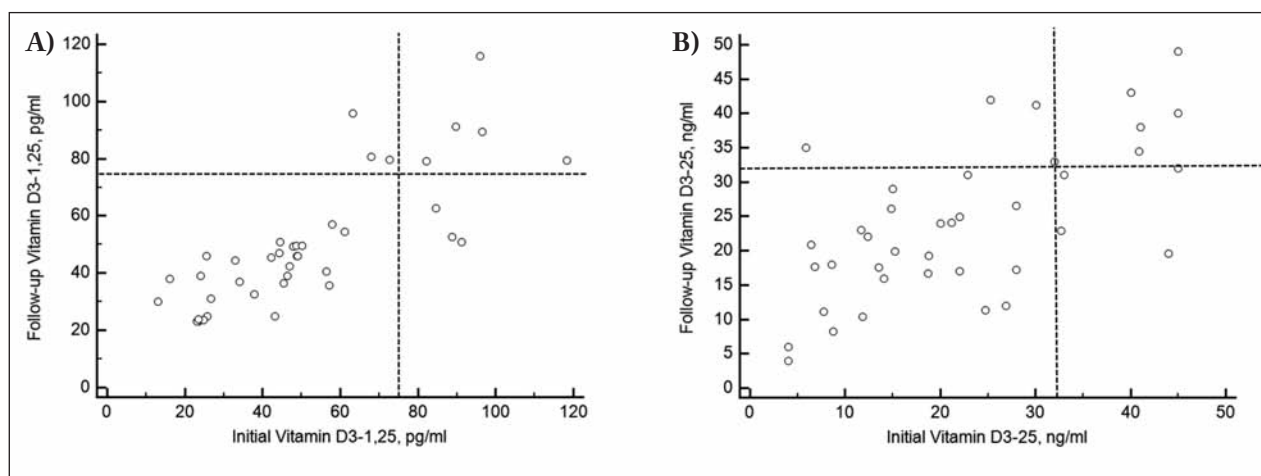 A)
120
100
80
60
40
20
0
Follow-up Vitamin D3-1,25, pg/ml
0 20 40 60 80 100 120
Initial Vitamin D3-1,25, pg/ml
B)
50
45
40
35
30
25
20
15
10
5
0
Follow-up Vitamin D3-25, ng/ml
0 10 20 30 40 50
Initial Vitamin D3-25, ng/ml